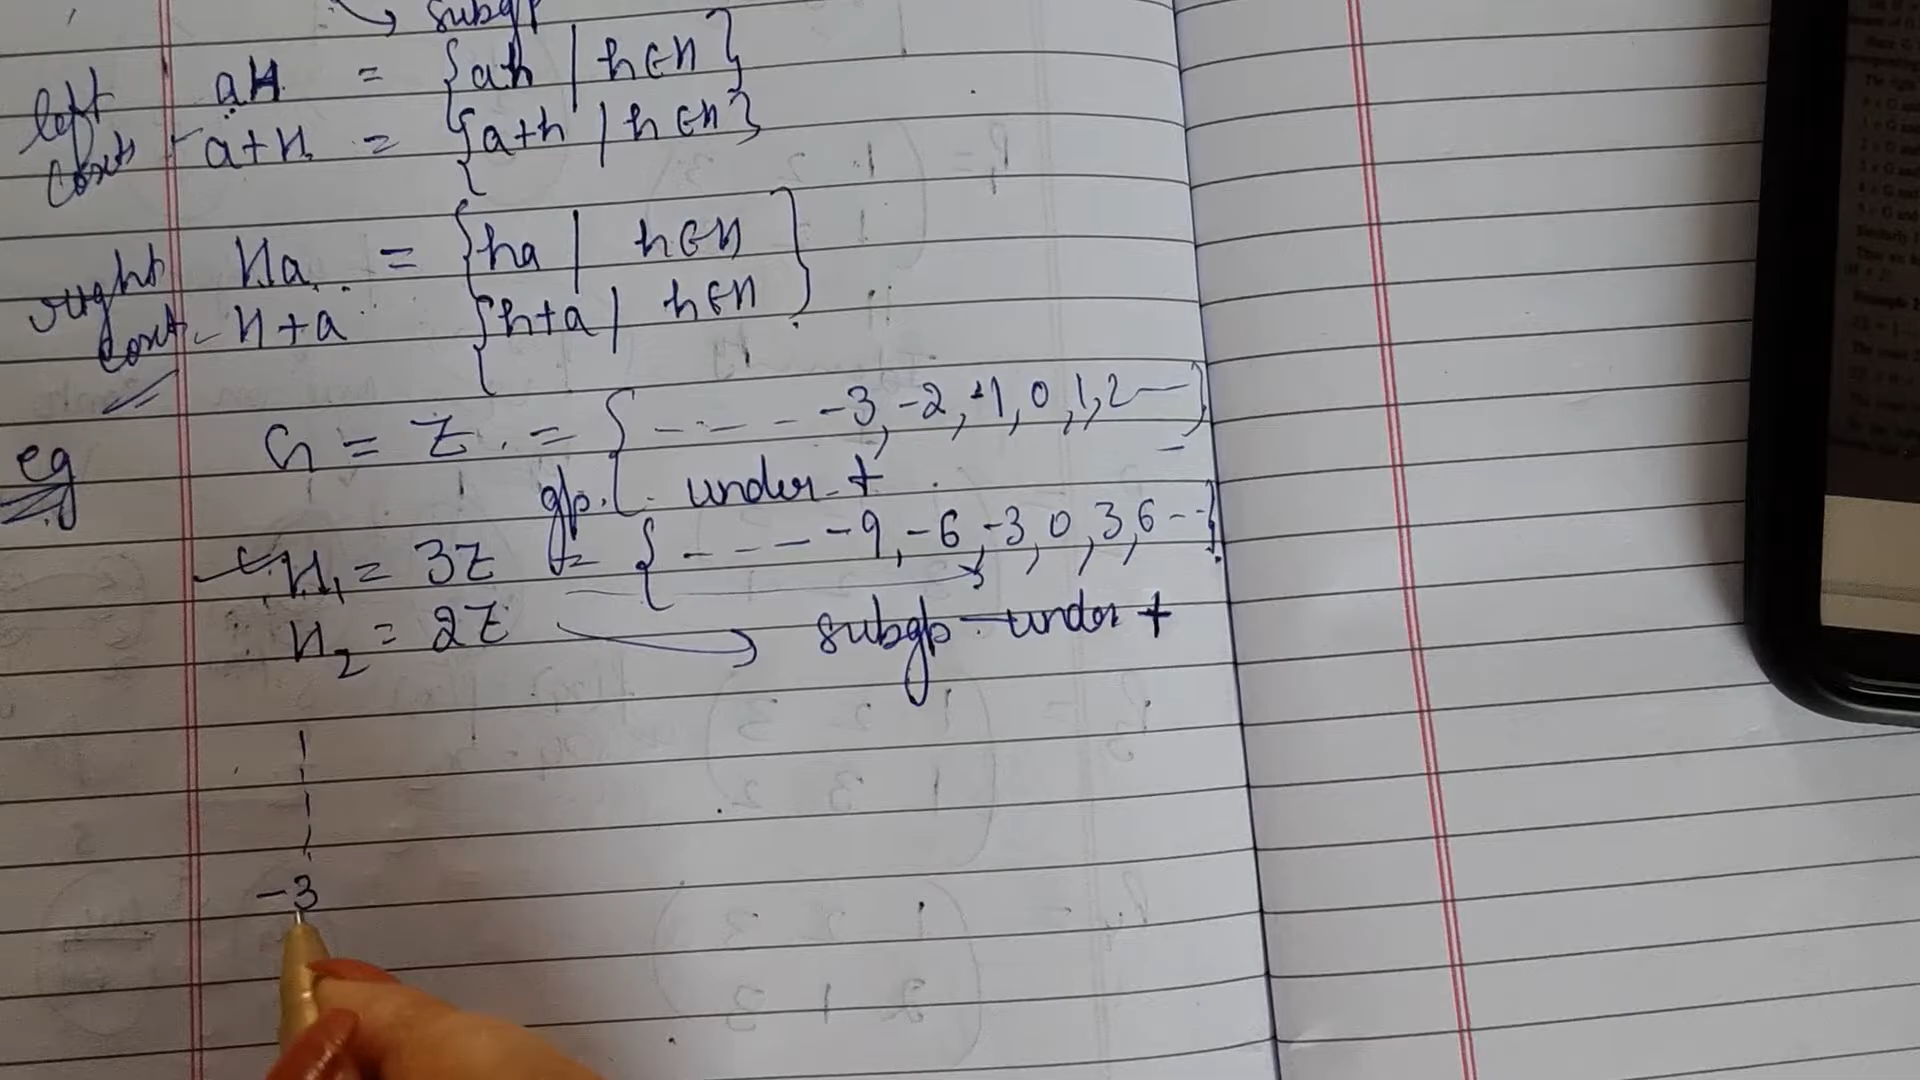 subgp
left aH = {ah | h∈H}
cosets a+H = {a+h | h∈H}
right Ha = {ha | h∈H}
coset H+a {h+a | h∈H}
eg G = Z = { - - - - -3, -2, -1, 0, 1, 2 --- }
gp. under +
H₁ = 3Z = { - - - - -9, -6, -3, 0, 3, 6 --- }
H₂ = 2Z → subgp under +
-3